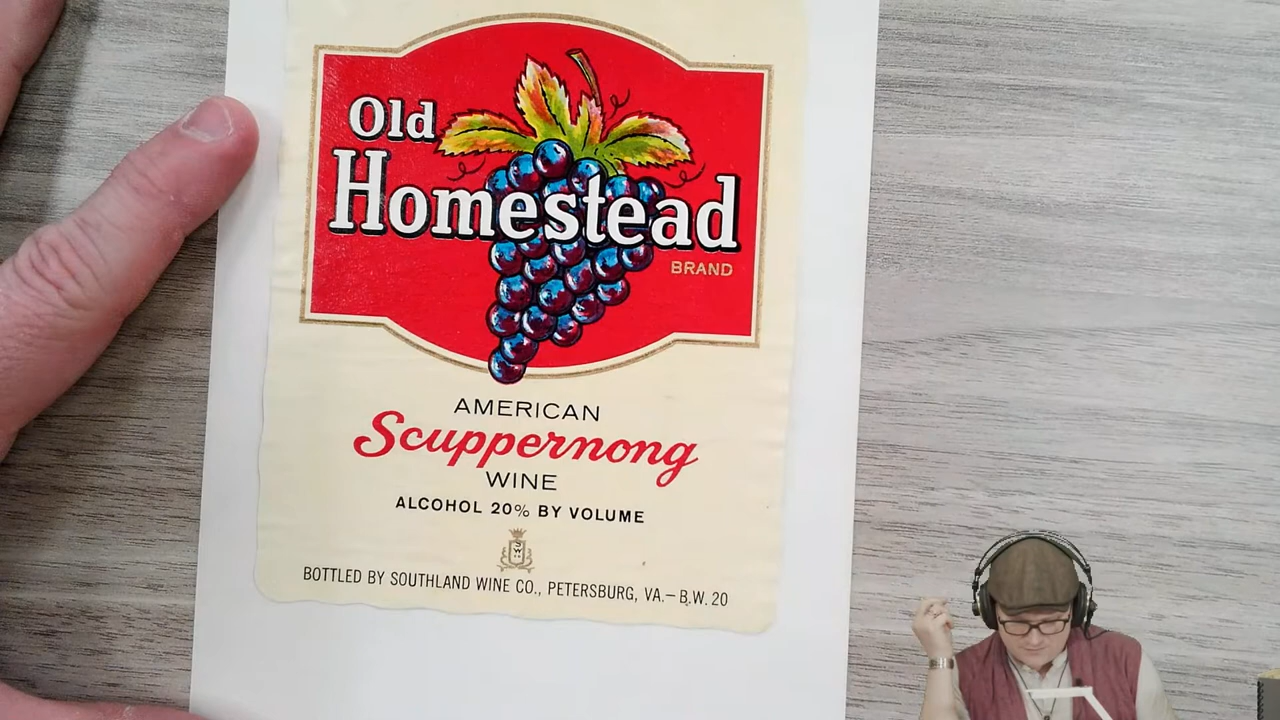 Old
Homestead
BRAND
AMERICAN
Scuppernong
WINE
ALCOHOL 20% BY VOLUME
BOTTLED BY SOUTHLAND WINE CO., PETERSBURG, VA.–B.W. 20